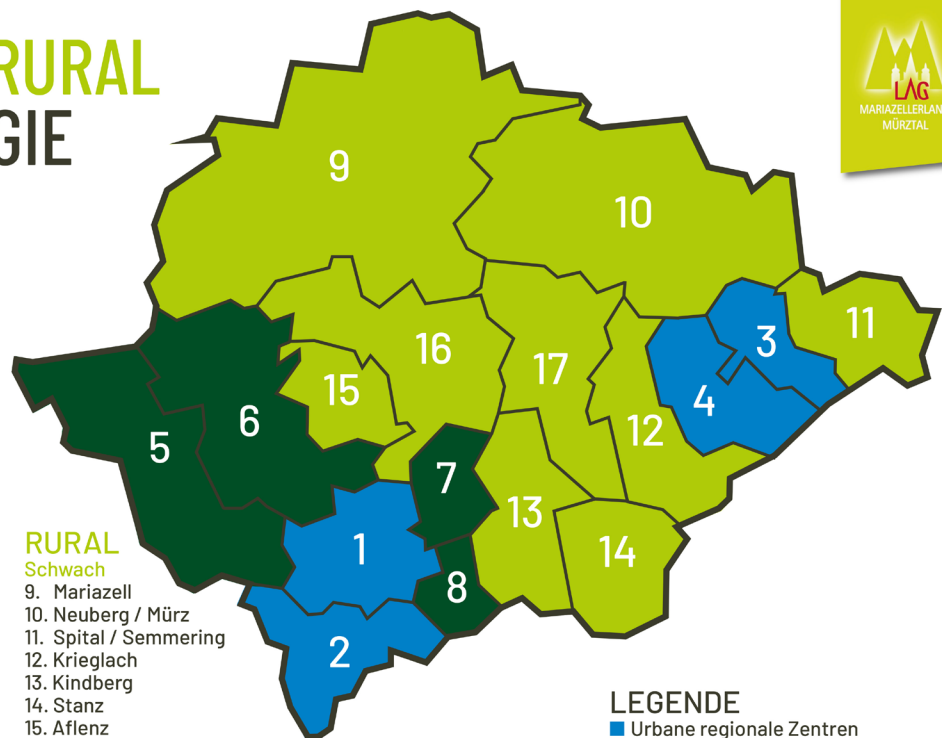 RURAL
GIE
LAG
MARIAZELLERLAN
MÜRZTAL
9
10
11
3
16
17
15
4
6
12
5
7
13
1
14
8
2
RURAL
Schwach
9. Mariazell
10. Neuberg / Mürz
11. Spital / Semmering
12. Krieglach
13. Kindberg
14. Stanz
15. Aflenz
LEGENDE
Urbane regionale Zentren